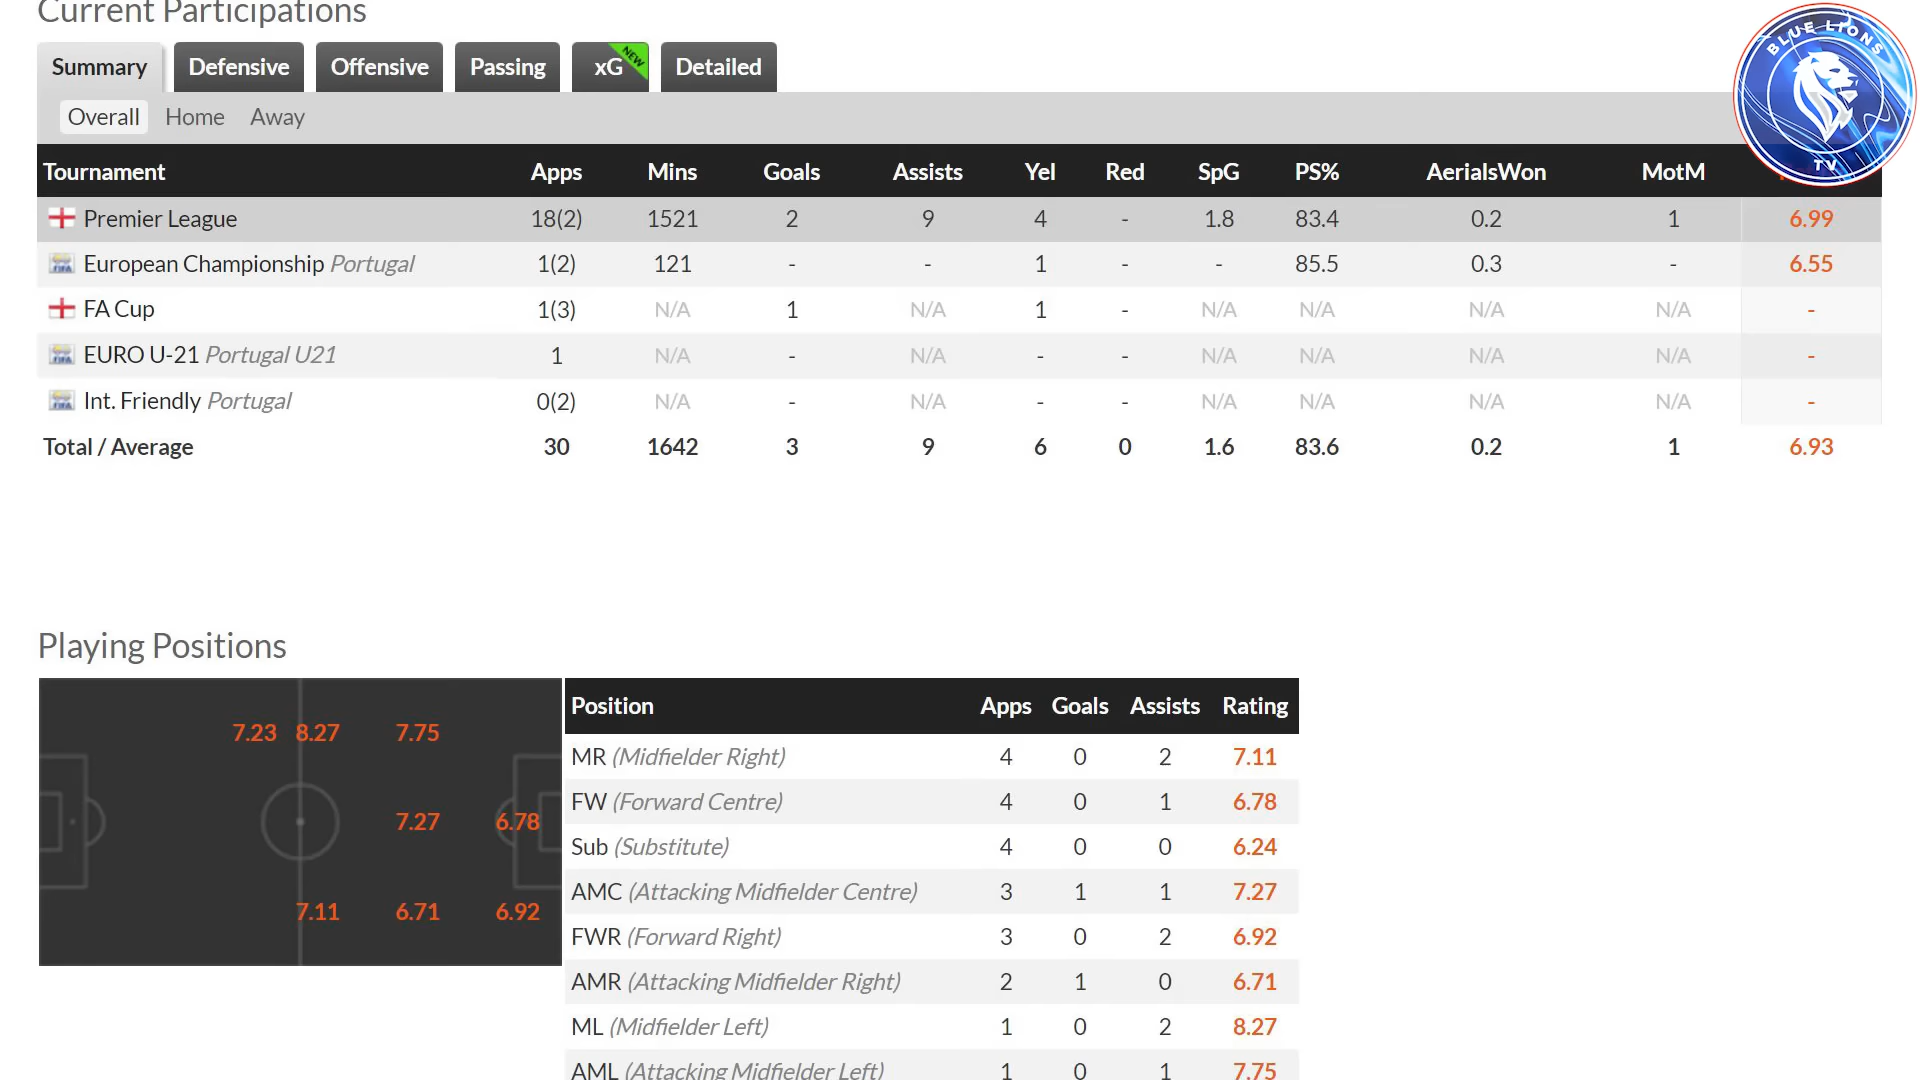 Current Participations
Summary Defensive Offensive Passing xG NEW Detailed
Overall Home Away
BLUE LIONS TV
Tournament Apps Mins Goals Assists Yel Red SpG PS% AerialsWon MotM
Premier League 18(2) 1521 2 9 4 - 1.8 83.4 0.2 1 6.99
FIFA European Championship Portugal 1(2) 121 - - 1 - - 85.5 0.3 - 6.55
FA Cup 1(3) N/A 1 N/A 1 - N/A N/A N/A N/A -
FIFA EURO U-21 Portugal U21 1 N/A - N/A - - N/A N/A N/A N/A -
FIFA Int. Friendly Portugal 0(2) N/A - N/A - - N/A N/A N/A N/A -
Total / Average 30 1642 3 9 6 0 1.6 83.6 0.2 1 6.93
Playing Positions
7.23 8.27 7.75
7.27 6.78
7.11 6.71 6.92
Position Apps Goals Assists Rating
MR (Midfielder Right) 4 0 2 7.11
FW (Forward Centre) 4 0 1 6.78
Sub (Substitute) 4 0 0 6.24
AMC (Attacking Midfielder Centre) 3 1 1 7.27
FWR (Forward Right) 3 0 2 6.92
AMR (Attacking Midfielder Right) 2 1 0 6.71
ML (Midfielder Left) 1 0 2 8.27
AML (Attacking Midfielder Left) 1 0 1 7.75